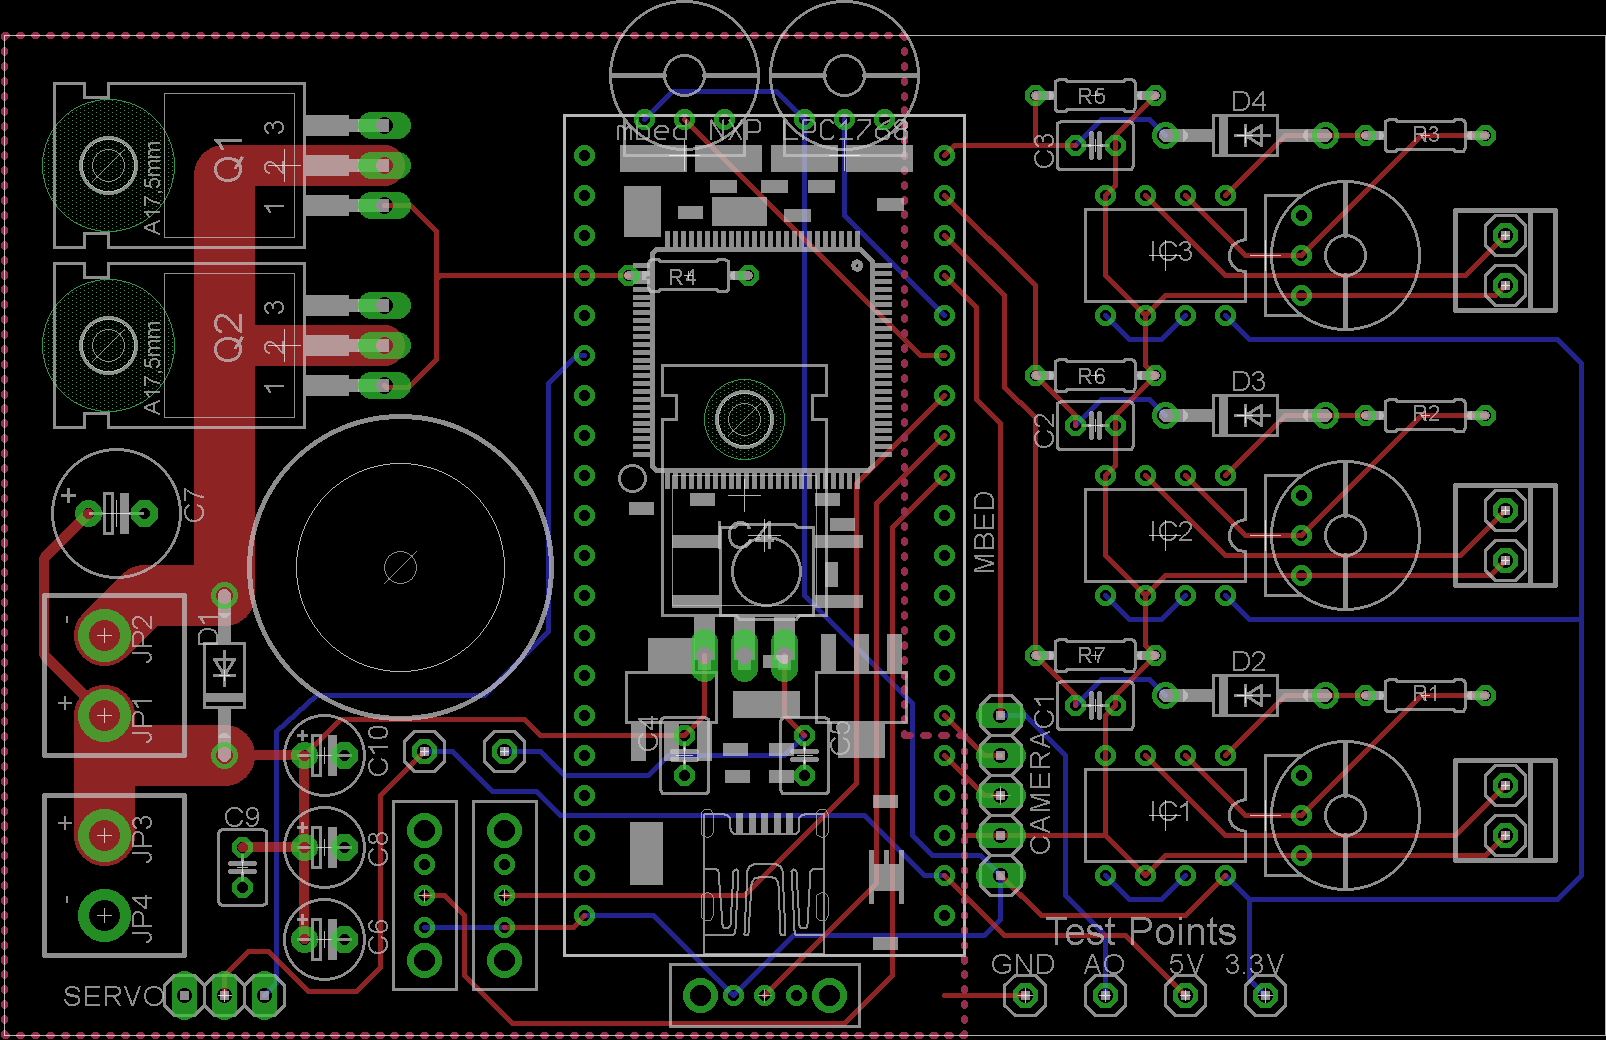 mbed NXP LPC1768
R5
D4
C3
R3
Q1
3
2
1
A17,5mm
IC3
R4
Q2
3
2
1
A17,5mm
R6
D3
C2
R2
C7
+
IC2
MBED
C4
D1
-
JP2
+
JP1
R7
D2
C1
R1
C4
C5
C10
+
CAMERA
C9
+
JP3
-
JP4
C8
+
C6
+
IC1
Test Points
GND
AO
5V
3.3V
SERVO